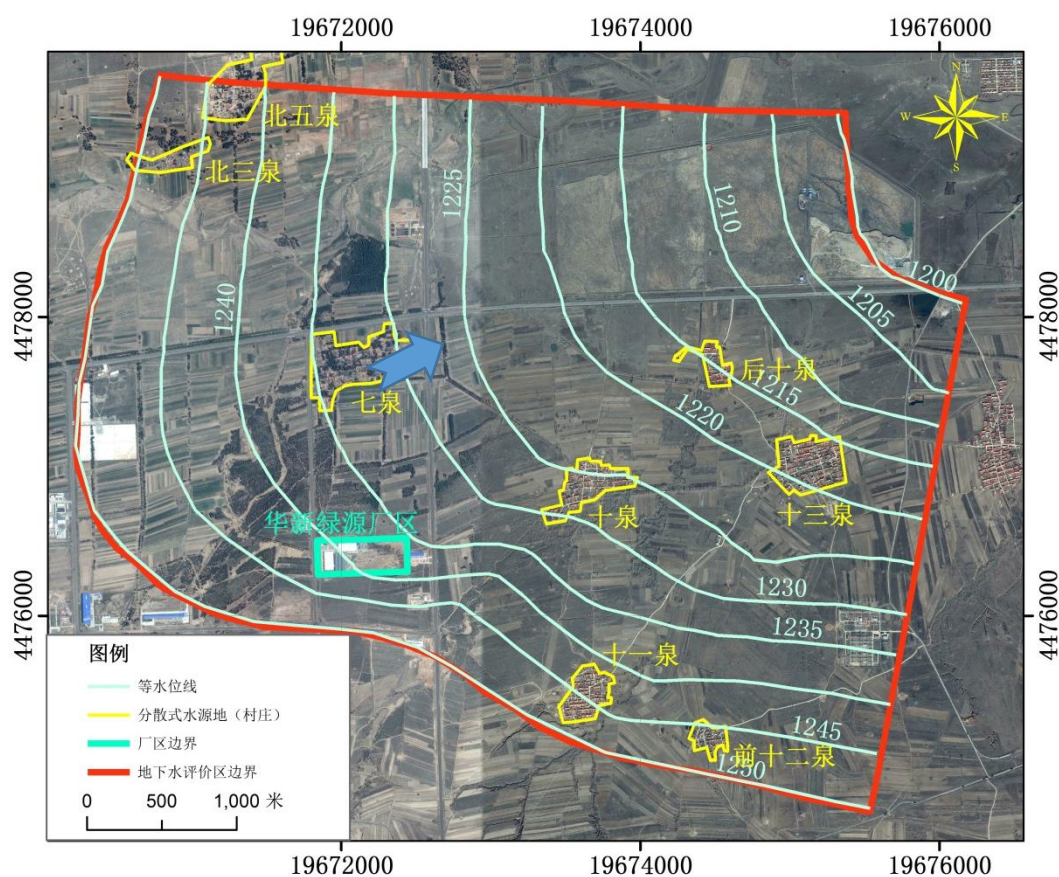 19672000
19674000
19676000
4478000
4476000
4478000
4476000
N
W
E
S
北五泉
北三泉
1225
1210
1240
1200
1205
七泉
后十泉
1215
1220
十泉
十三泉
华新绿源厂区
1230
1235
十一泉
1245
前十二泉
1250
图例
等水位线
分散式水源地（村庄）
厂区边界
地下水评价区边界
0 500 1,000 米
19672000
19674000
19676000